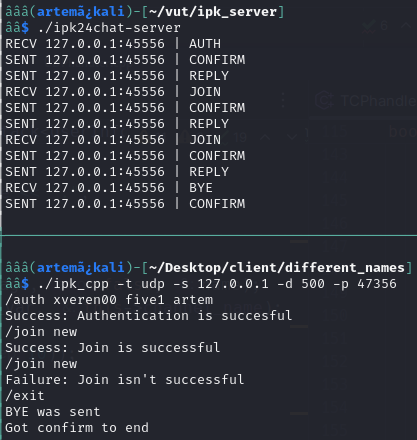 âââ(artemã¿kali)-[~/vut/ipk_server]
ââ$ ./ipk24chat-server
RECV 127.0.0.1:45556 | AUTH
SENT 127.0.0.1:45556 | CONFIRM
SENT 127.0.0.1:45556 | REPLY
RECV 127.0.0.1:45556 | JOIN
SENT 127.0.0.1:45556 | CONFIRM
SENT 127.0.0.1:45556 | REPLY
RECV 127.0.0.1:45556 | JOIN
SENT 127.0.0.1:45556 | CONFIRM
SENT 127.0.0.1:45556 | REPLY
RECV 127.0.0.1:45556 | BYE
SENT 127.0.0.1:45556 | CONFIRM
âââ(artemã¿kali)-[~/Desktop/client/different_names]
ââ$ ./ipk_cpp -t udp -s 127.0.0.1 -d 500 -p 47356
/auth xveren00 five1 artem
Success: Authentication is succesful
/join new
Success: Join is successful
/join new
Failure: Join isn't successful
/exit
BYE was sent
Got confirm to end